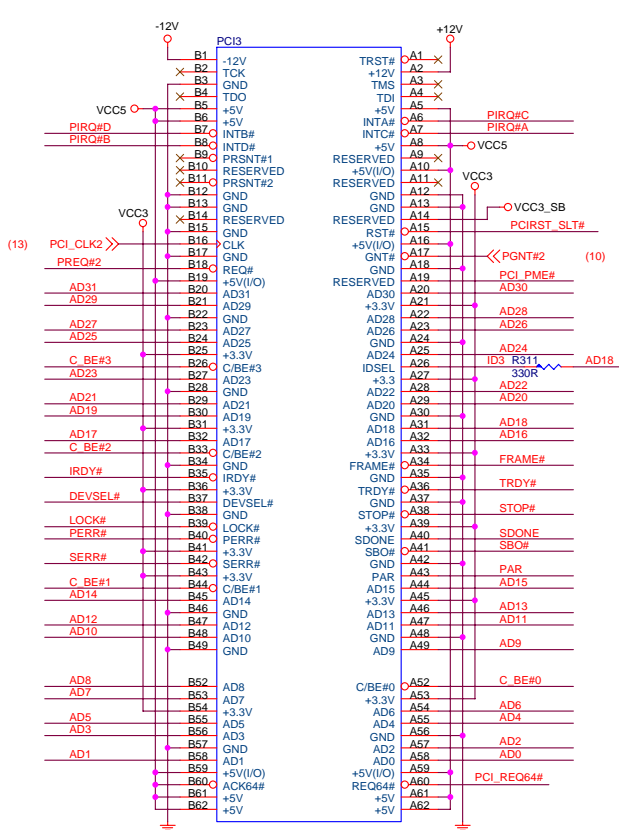 -12V +12V
PCI3
B1 -12V TRST# A1
B2 TCK +12V A2
B3 GND TMS A3
B4 TDO TDI A4
VCC5 B5 +5V +5V A5
B6 +5V INTA# A6 PIRQ#C
PIRQ#D B7 INTB# INTC# A7 PIRQ#A
PIRQ#B B8 INTD# +5V A8 VCC5
B9 PRSNT#1 RESERVED A9
B10 RESERVED +5V(I/O) A10
B11 PRSNT#2 RESERVED A11 VCC3
B12 GND GND A12
B13 GND GND A13
VCC3 B14 RESERVED RESERVED A14 VCC3_SB
B15 GND RST# A15 PCIRST_SLT#
(13) PCI_CLK2 B16 CLK +5V(I/O) A16
B17 GND GNT# A17 PGNT#2 (10)
PREQ#2 B18 REQ# GND A18
B19 +5V(I/O) RESERVED A19 PCI_PME#
AD31 B20 AD31 AD30 A20 AD30
AD29 B21 AD29 +3.3V A21
B22 GND AD28 A22 AD28
AD27 B23 AD27 AD26 A23 AD26
AD25 B24 AD25 GND A24
B25 +3.3V AD24 A25 AD24
C_BE#3 B26 C/BE#3 IDSEL A26 ID3 R311 330R AD18
AD23 B27 AD23 +3.3 A27
B28 GND AD22 A28 AD22
AD21 B29 AD21 AD20 A29 AD20
AD19 B30 AD19 GND A30
B31 +3.3V AD18 A31 AD18
AD17 B32 AD17 AD16 A32 AD16
C_BE#2 B33 C/BE#2 +3.3V A33
B34 GND FRAME# A34 FRAME#
IRDY# B35 IRDY# GND A35
B36 +3.3V TRDY# A36 TRDY#
DEVSEL# B37 DEVSEL# GND A37
B38 GND STOP# A38 STOP#
LOCK# B39 LOCK# +3.3V A39
PERR# B40 PERR# SDONE A40 SDONE
B41 +3.3V SBO# A41 SBO#
SERR# B42 SERR# GND A42
B43 +3.3V PAR A43 PAR
C_BE#1 B44 C/BE#1 AD15 A44 AD15
AD14 B45 AD14 +3.3V A45
B46 GND AD13 A46 AD13
AD12 B47 AD12 AD11 A47 AD11
AD10 B48 AD10 GND A48
B49 GND AD9 A49 AD9
AD8 B52 AD8 C/BE#0 A52 C_BE#0
AD7 B53 AD7 +3.3V A53
B54 +3.3V AD6 A54 AD6
AD5 B55 AD5 AD4 A55 AD4
AD3 B56 AD3 GND A56
B57 GND AD2 A57 AD2
AD1 B58 AD1 AD0 A58 AD0
B59 +5V(I/O) +5V(I/O) A59
B60 ACK64# REQ64# A60 PCI_REQ64#
B61 +5V +5V A61
B62 +5V +5V A62